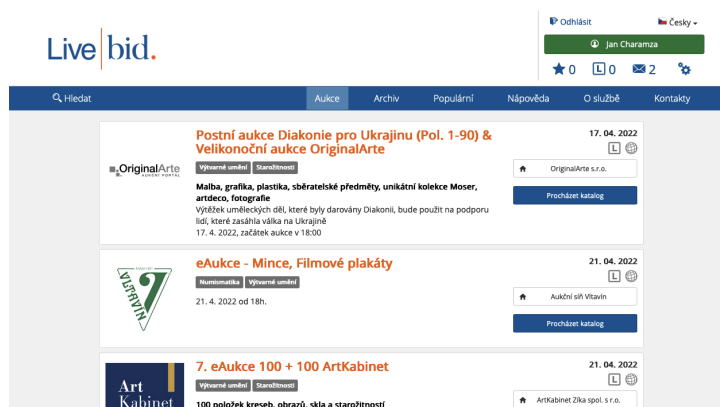 Live bid.
Odhlásit
Česky
Jan Charamza
0
L 0
2
Hledat
Aukce
Archiv
Populární
Nápověda
O službě
Kontakty
OriginalArte
AUKČNÍ PORTÁL
Postní aukce Diakonie pro Ukrajinu (Pol. 1-90) &
Velikonoční aukce OriginalArte
Výtvarné umění Starožitnosti
Malba, grafika, plastika, sběratelské předměty, unikátní kolekce Moser,
artdeco, fotografie
Výtěžek uměleckých děl, které byly darovány Diakonii, bude použit na podporu
lidí, které zasáhla válka na Ukrajině
17. 4. 2022, začátek aukce v 18:00
17. 04. 2022
L
OriginalArte s.r.o.
Procházet katalog
VLTAVÍN
eAukce - Mince, Filmové plakáty
Numismatika Výtvarné umění
21. 4. 2022 od 18h.
21. 04. 2022
L
Aukční síň Vltavín
Procházet katalog
Art
Kabinet
7. eAukce 100 + 100 ArtKabinet
Výtvarné umění Starožitnosti
100 položek kreseb, obrazů, skla a starožitností
21. 04. 2022
L
ArtKabinet Zíka spol. s r.o.